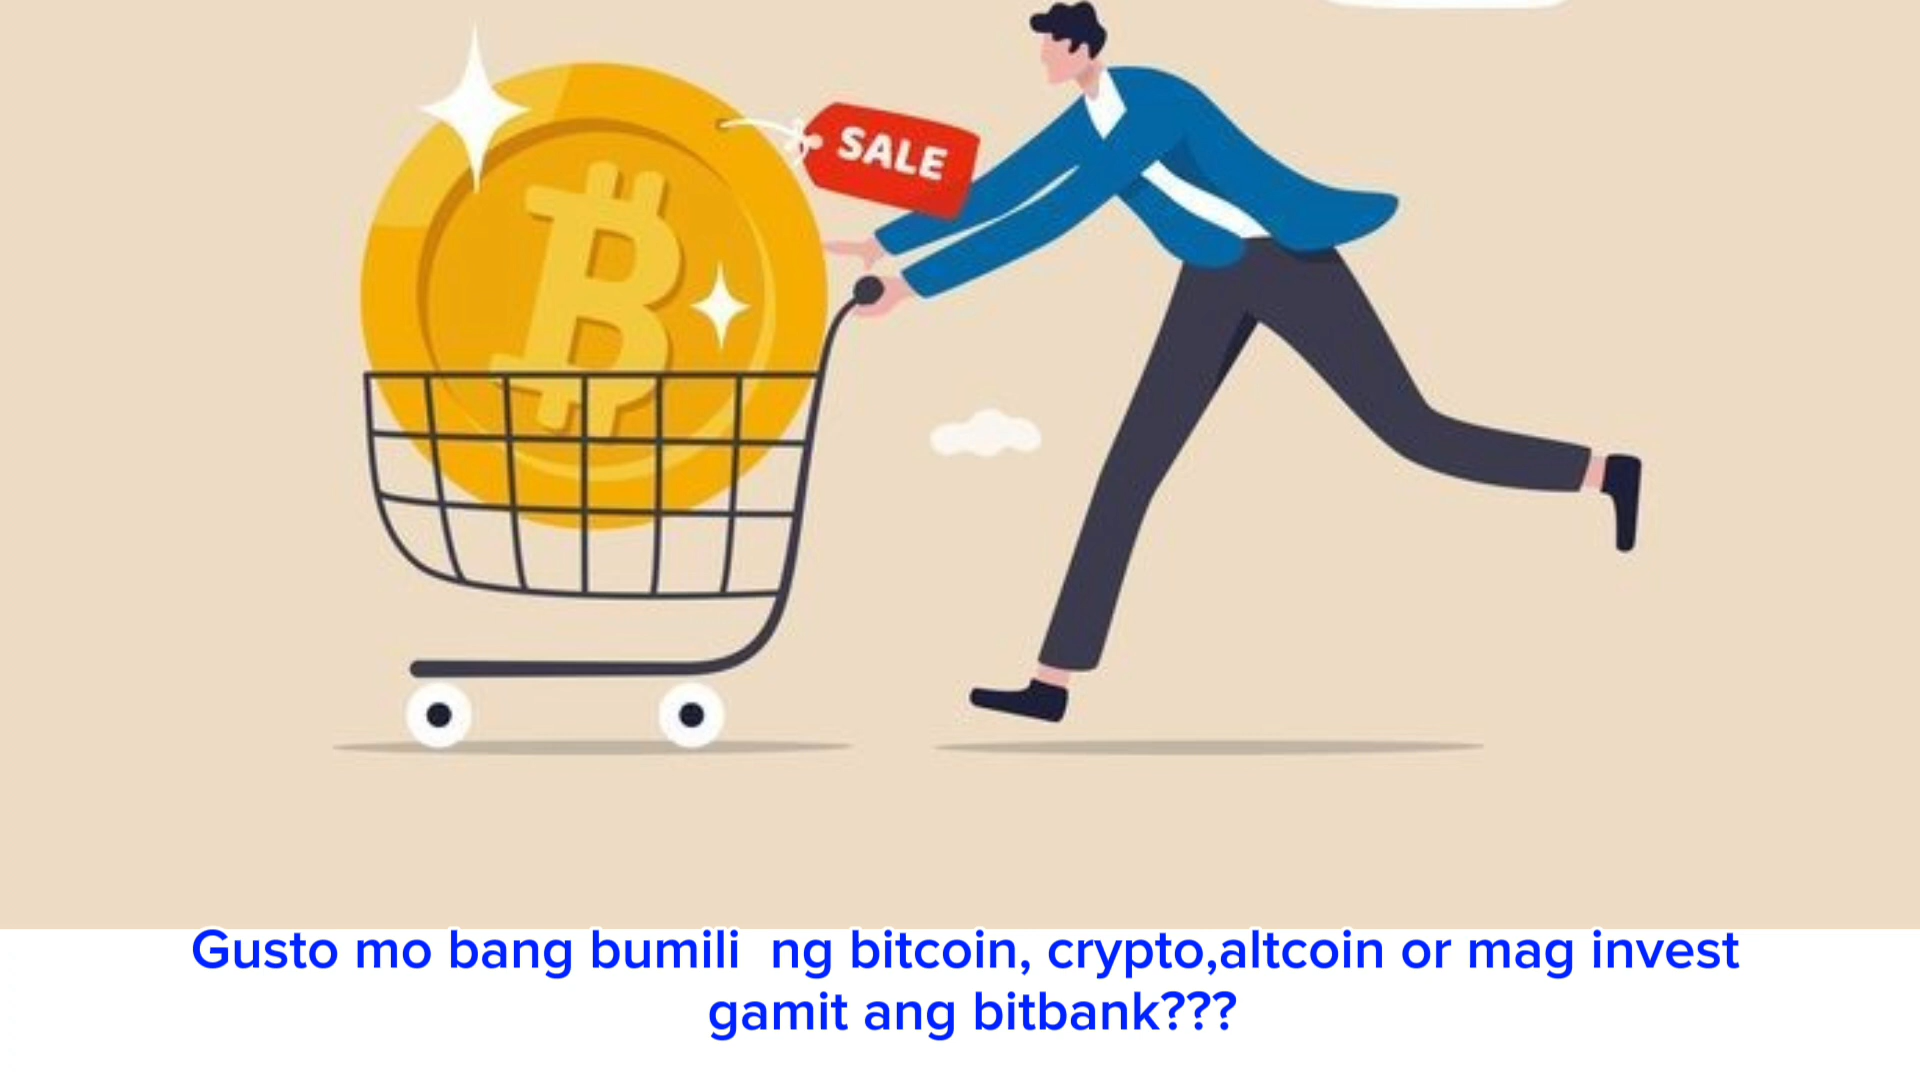 SALE
Gusto mo bang bumili  ng bitcoin, crypto,altcoin or mag invest
gamit ang bitbank???